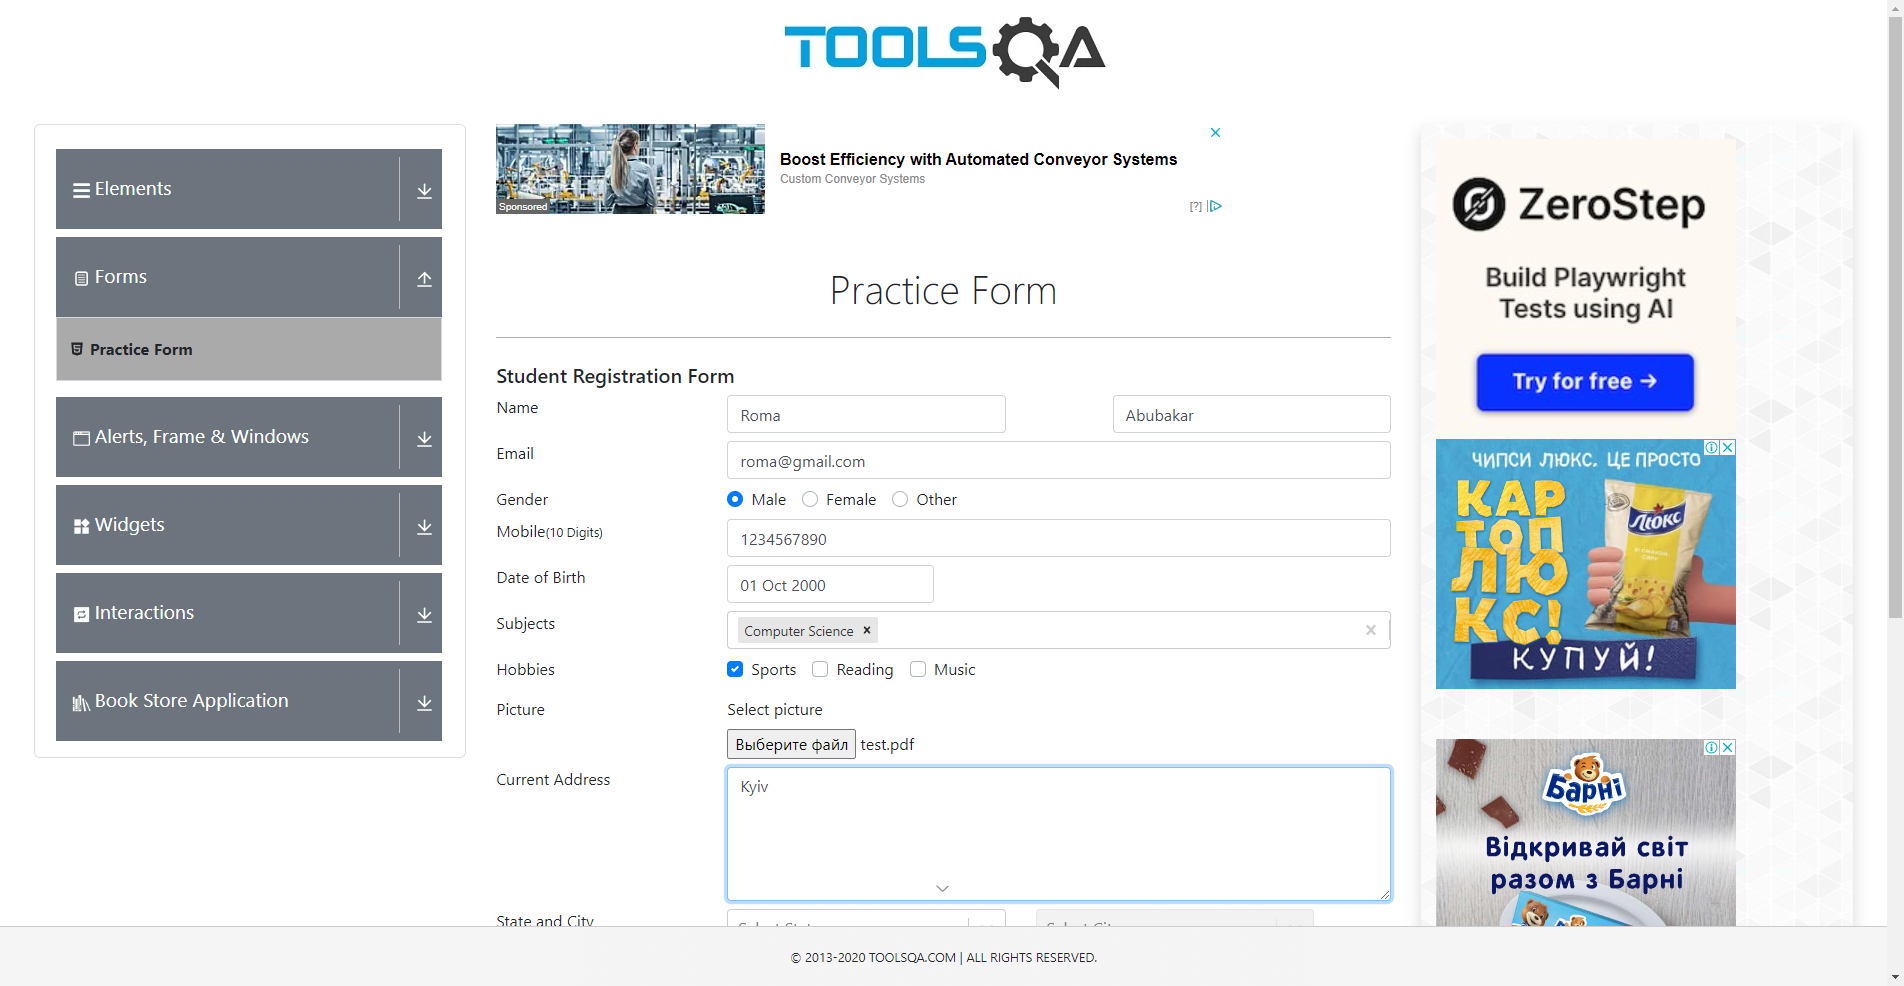 TOOLSQA
Elements
Forms
Practice Form
Alerts, Frame & Windows
Widgets
Interactions
Book Store Application
Sponsored
Boost Efficiency with Automated Conveyor Systems
Custom Conveyor Systems
[?]
Practice Form
Student Registration Form
Name
Roma
Abubakar
Email
roma@gmail.com
Gender
Male
Female
Other
Mobile(10 Digits)
1234567890
Date of Birth
01 Oct 2000
Subjects
Computer Science
Hobbies
Sports
Reading
Music
Picture
Select picture
Выберите файл test.pdf
Current Address
Kyiv
State and City
ZeroStep
Build Playwright
Tests using AI
Try for free →
ЧИПСИ ЛЮКС. ЦЕ ПРОСТО
КАР
ТОП
ЛЮ
КС!
Люкс
КУПУЙ!
Барні
Відкривай світ
разом з Барні
© 2013-2020 TOOLSQA.COM | ALL RIGHTS RESERVED.